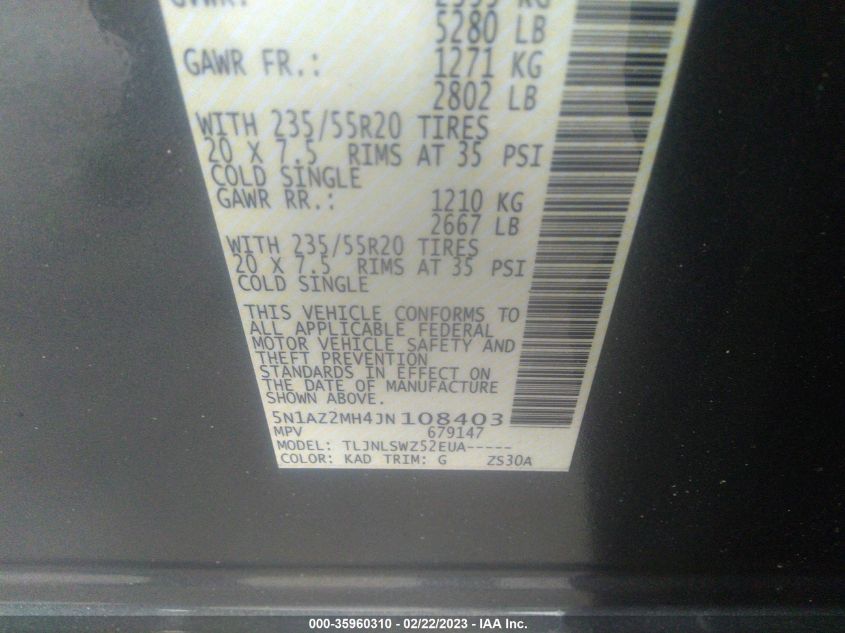 GVWR: 2395 KG
5280 LB
GAWR FR.: 1271 KG
2802 LB
WITH 235/55R20 TIRES
20 X 7.5 RIMS AT 35 PSI
COLD SINGLE
GAWR RR.: 1210 KG
2667 LB
WITH 235/55R20 TIRES
20 X 7.5 RIMS AT 35 PSI
COLD SINGLE
THIS VEHICLE CONFORMS TO
ALL APPLICABLE FEDERAL
MOTOR VEHICLE SAFETY AND
THEFT PREVENTION
STANDARDS IN EFFECT ON
THE DATE OF MANUFACTURE
SHOWN ABOVE.
5N1AZ2MH4JN108403
MPV 679147
MODEL: TLJNLSWZ52EUA-----
COLOR: KAD TRIM: G ZS30A
000-35960310 - 02/22/2023 - IAA Inc.